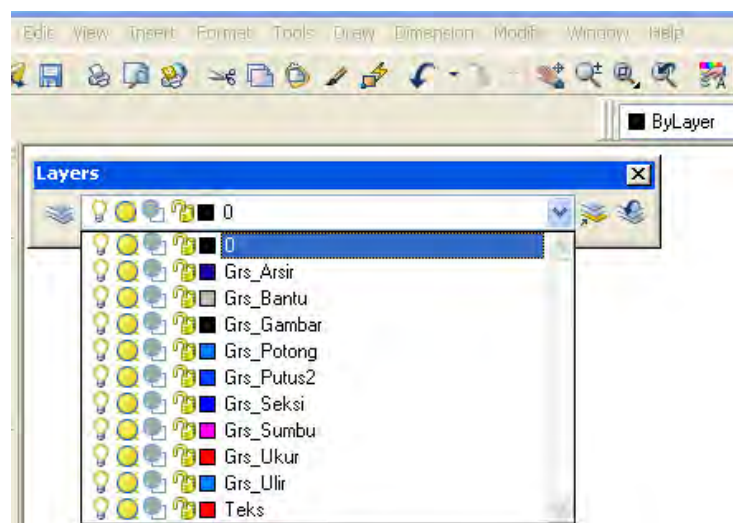 Edit View Insert Format Tools Draw Dimension Modify Window Help
ByLayer
Layers
0
0
Grs_Arsir
Grs_Bantu
Grs_Gambar
Grs_Potong
Grs_Putus2
Grs_Seksi
Grs_Sumbu
Grs_Ukur
Grs_Ulir
Teks